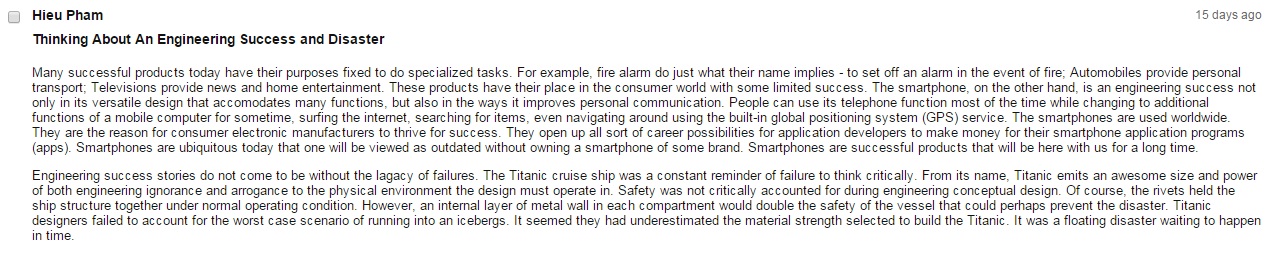 Hieu Pham
15 days ago
Thinking About An Engineering Success and Disaster
Many successful products today have their purposes fixed to do specialized tasks. For example, fire alarm do just what their name implies - to set off an alarm in the event of fire; Automobiles provide personal
transport; Televisions provide news and home entertainment. These products have their place in the consumer world with some limited success. The smartphone, on the other hand, is an engineering success not
only in its versatile design that accomodates many functions, but also in the ways it improves personal communication. People can use its telephone function most of the time while changing to additional
functions of a mobile computer for sometime, surfing the internet, searching for items, even navigating around using the built-in global positioning system (GPS) service. The smartphones are used worldwide.
They are the reason for consumer electronic manufacturers to thrive for success. They open up all sort of career possibilities for application developers to make money for their smartphone application programs
(apps). Smartphones are ubiquitous today that one will be viewed as outdated without owning a smartphone of some brand. Smartphones are successful products that will be here with us for a long time.
Engineering success stories do not come to be without the lagacy of failures. The Titanic cruise ship was a constant reminder of failure to think critically. From its name, Titanic emits an awesome size and power
of both engineering ignorance and arrogance to the physical environment the design must operate in. Safety was not critically accounted for during engineering conceptual design. Of course, the rivets held the
ship structure together under normal operating condition. However, an internal layer of metal wall in each compartment would double the safety of the vessel that could perhaps prevent the disaster. Titanic
designers failed to account for the worst case scenario of running into an icebergs. It seemed they had underestimated the material strength selected to build the Titanic. It was a floating disaster waiting to happen
in time.